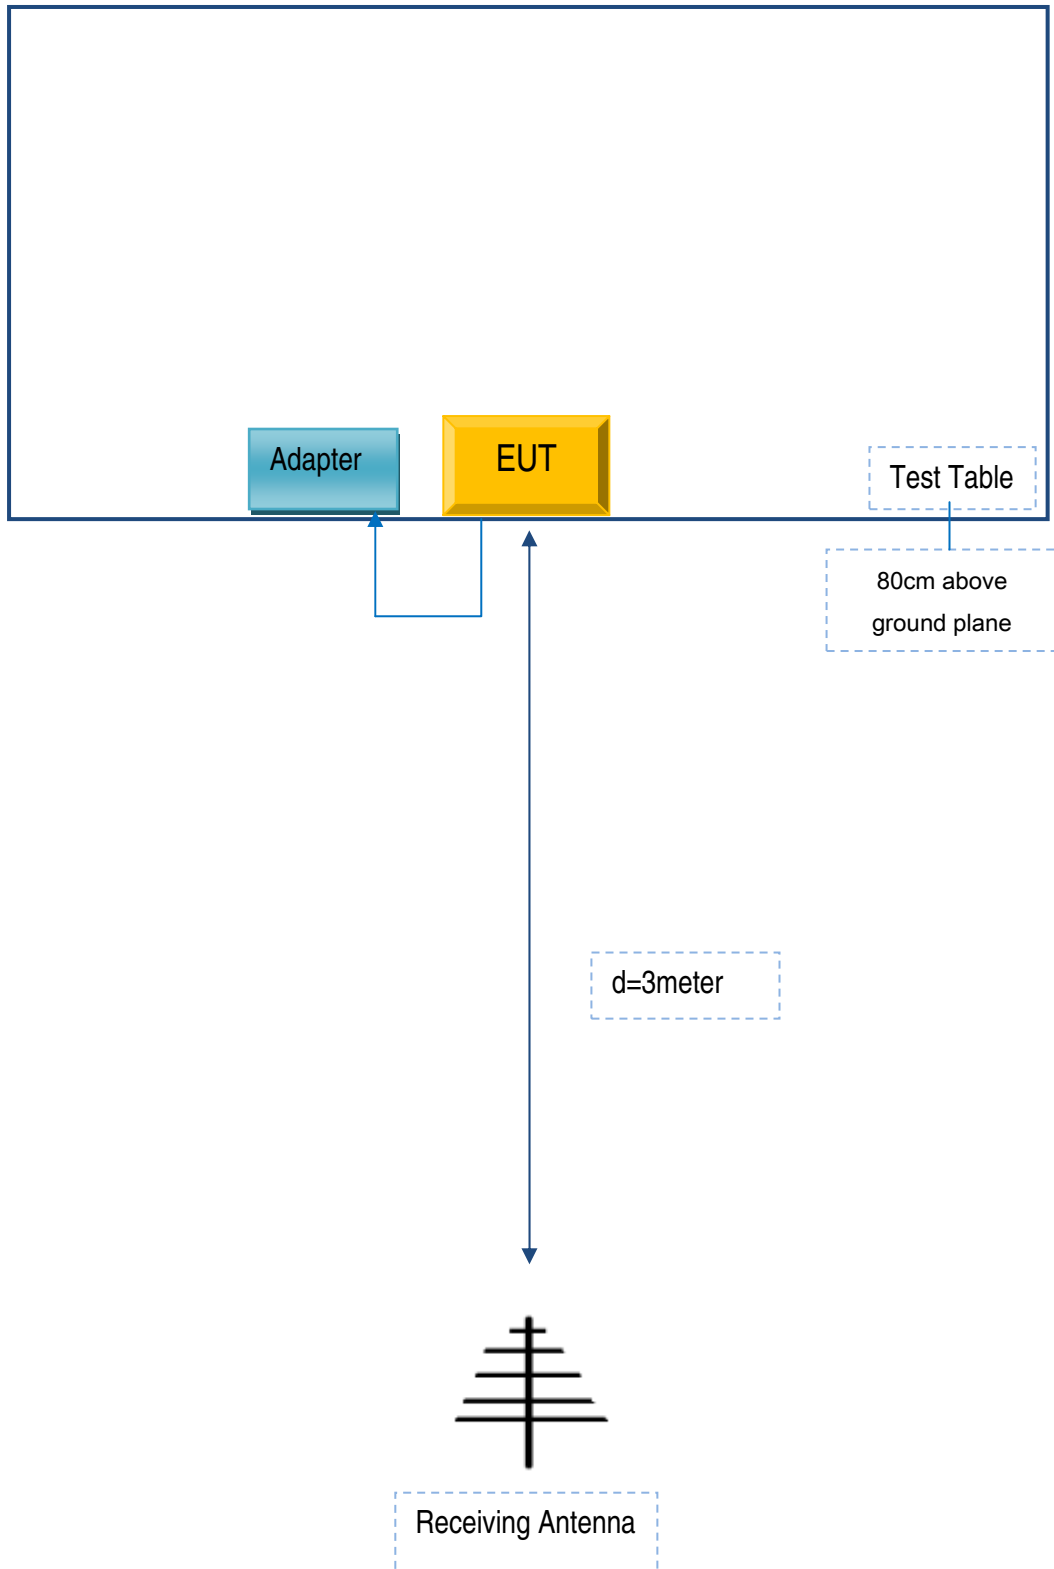 Adapter
EUT
Test Table
80cm above
ground plane
d=3meter
Receiving Antenna